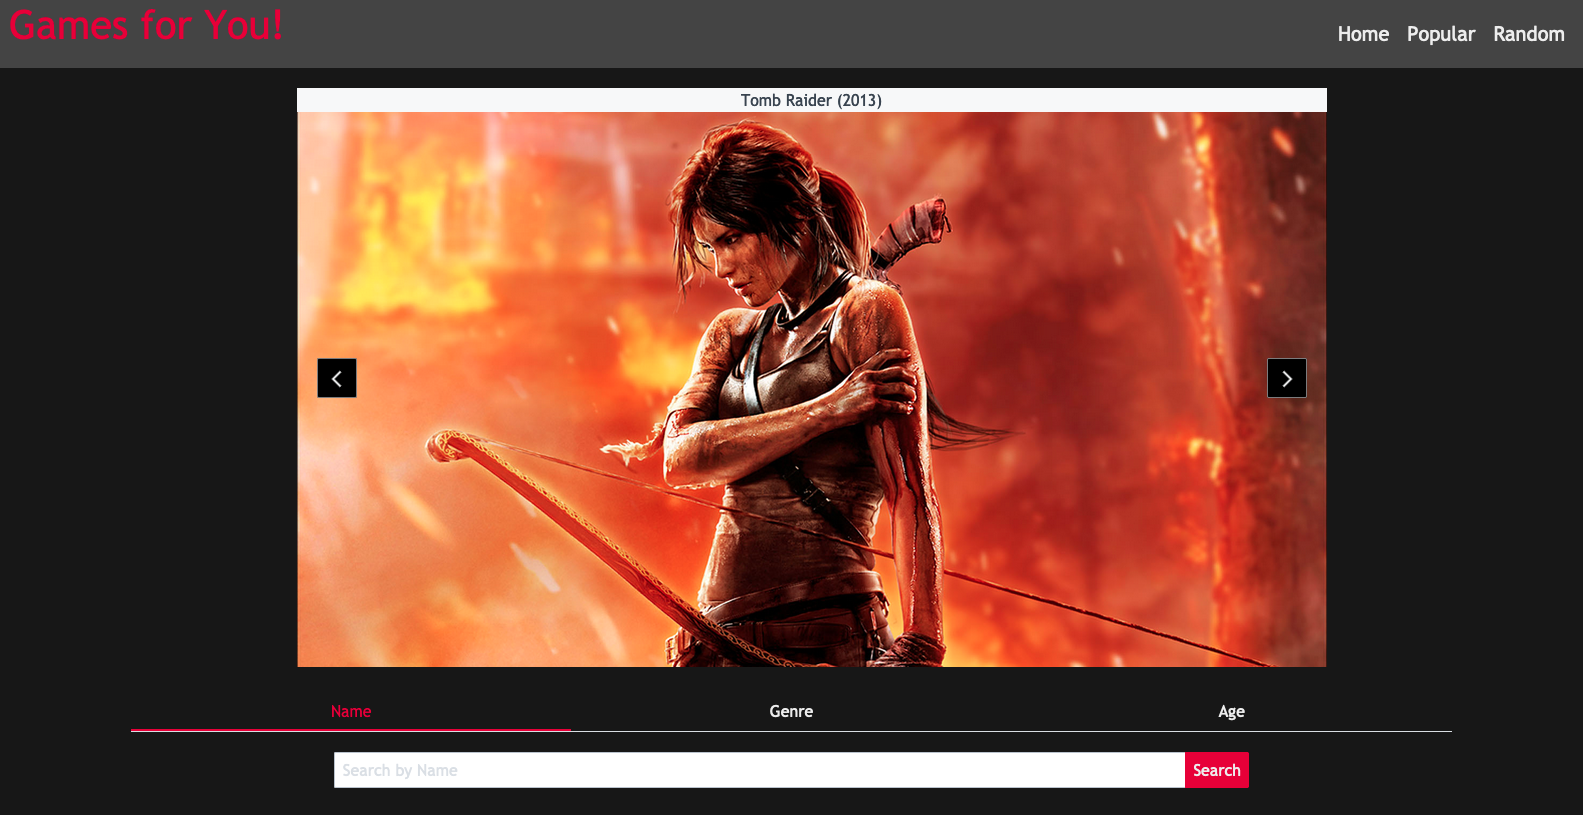 Games for You!
Home Popular Random
Tomb Raider (2013)
Name Genre Age
Search by Name Search